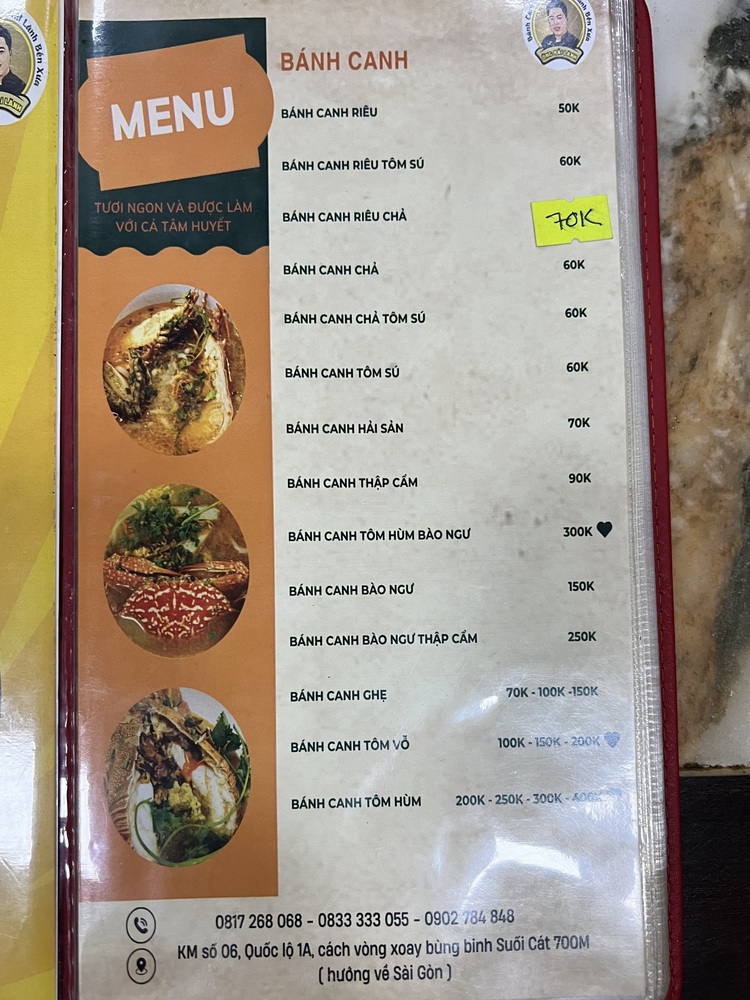 MENU
TƯƠI NGON VÀ ĐƯỢC LÀM
VỚI CẢ TÂM HUYẾT
BÁNH CANH
BÁNH CANH RIÊU 50K
BÁNH CANH RIÊU TÔM SÚ 60K
BÁNH CANH RIÊU CHẢ 70K
BÁNH CANH CHẢ 60K
BÁNH CANH CHẢ TÔM SÚ 60K
BÁNH CANH TÔM SÚ 60K
BÁNH CANH HẢI SẢN 70K
BÁNH CANH THẬP CẨM 90K
BÁNH CANH TÔM HÙM BÀO NGƯ 300K
BÁNH CANH BÀO NGƯ 150K
BÁNH CANH BÀO NGƯ THẬP CẨM 250K
BÁNH CANH GHẸ 70K - 100K -150K
BÁNH CANH TÔM VỖ 100K - 150K - 200K
BÁNH CANH TÔM HÙM 200K - 250K - 300K - 400K
0817 268 068 - 0833 333 055 - 0902 784 848
KM số 06, Quốc lộ 1A, cách vòng xoay bùng binh Suối Cát 700M
( hướng về Sài Gòn )